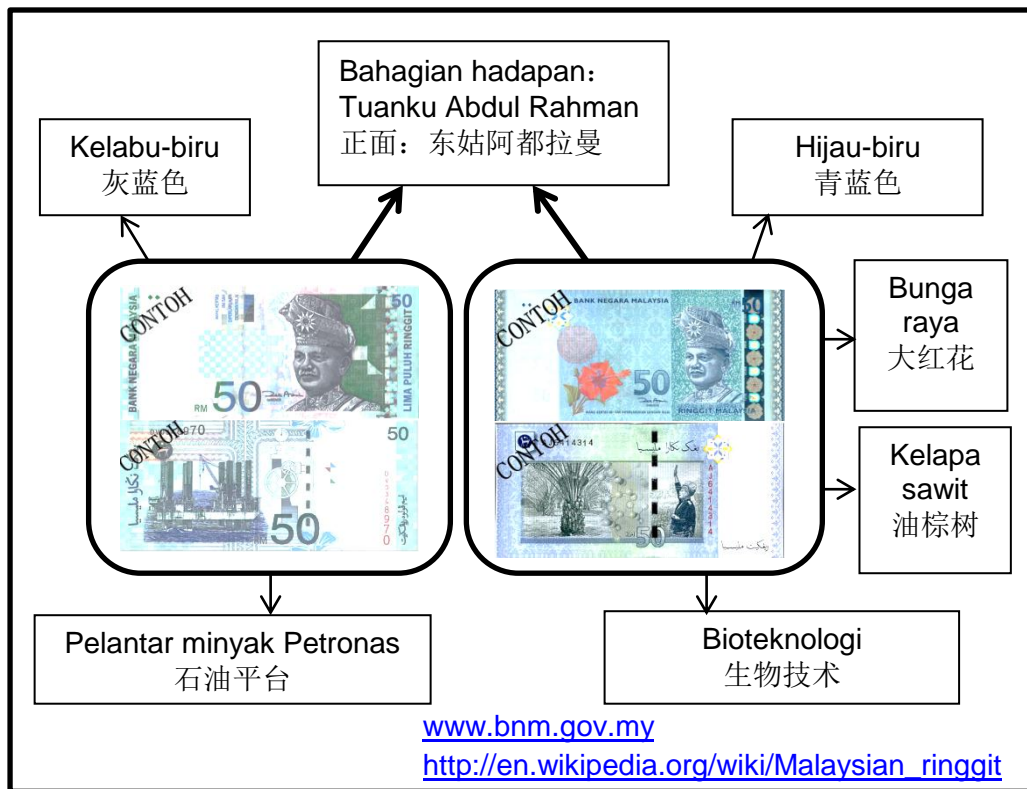 Bahagian hadapan:
Tuanku Abdul Rahman
正面：东姑阿都拉曼
Kelabu-biru
灰蓝色
Hijau-biru
青蓝色
CONTOH
BANK NEGARA MALAYSIA
50
LIMA PULUH RINGGIT
RM 50
CONTOH
50
50
CONTOH
BANK NEGARA MALAYSIA
RM50
50
RINGGIT MALAYSIA
CONTOH
50
Bunga
raya
大红花
Kelapa
sawit
油棕树
Pelantar minyak Petronas
石油平台
Bioteknologi
生物技术
www.bnm.gov.my
http://en.wikipedia.org/wiki/Malaysian_ringgit